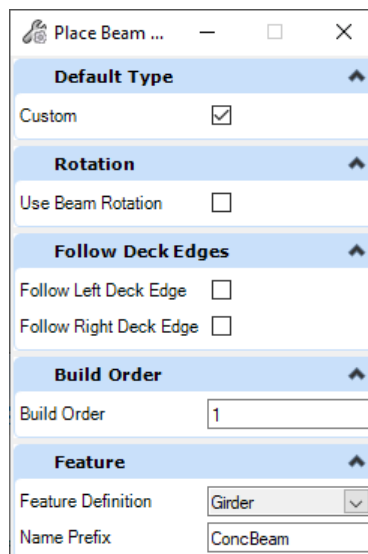 Place Beam ...
Default Type
Custom
Rotation
Use Beam Rotation
Follow Deck Edges
Follow Left Deck Edge
Follow Right Deck Edge
Build Order
Build Order 1
Feature
Feature Definition Girder
Name Prefix ConcBeam